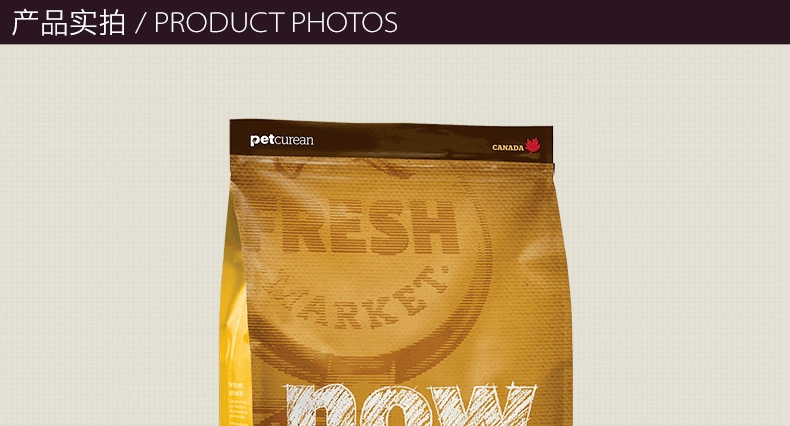 产品实拍 / PRODUCT PHOTOS
petcurean
CANADA
FRESH
MARKET.
now